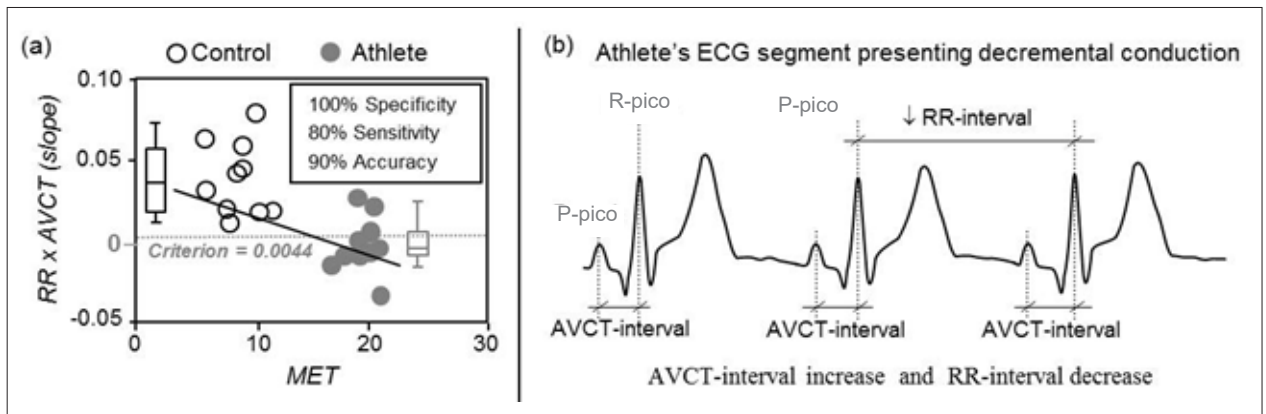 (a)
Control Athlete
0.10
0.05
0
-0.05
RR x AVCT (slope)
100% Specificity
80% Sensitivity
90% Accuracy
Criterion = 0.0044
0 10 20 30
MET
(b)
Athlete's ECG segment presenting decremental conduction
R-pico
P-pico
↓ RR-interval
P-pico
AVCT-interval
AVCT-interval
AVCT-interval
AVCT-interval increase and RR-interval decrease